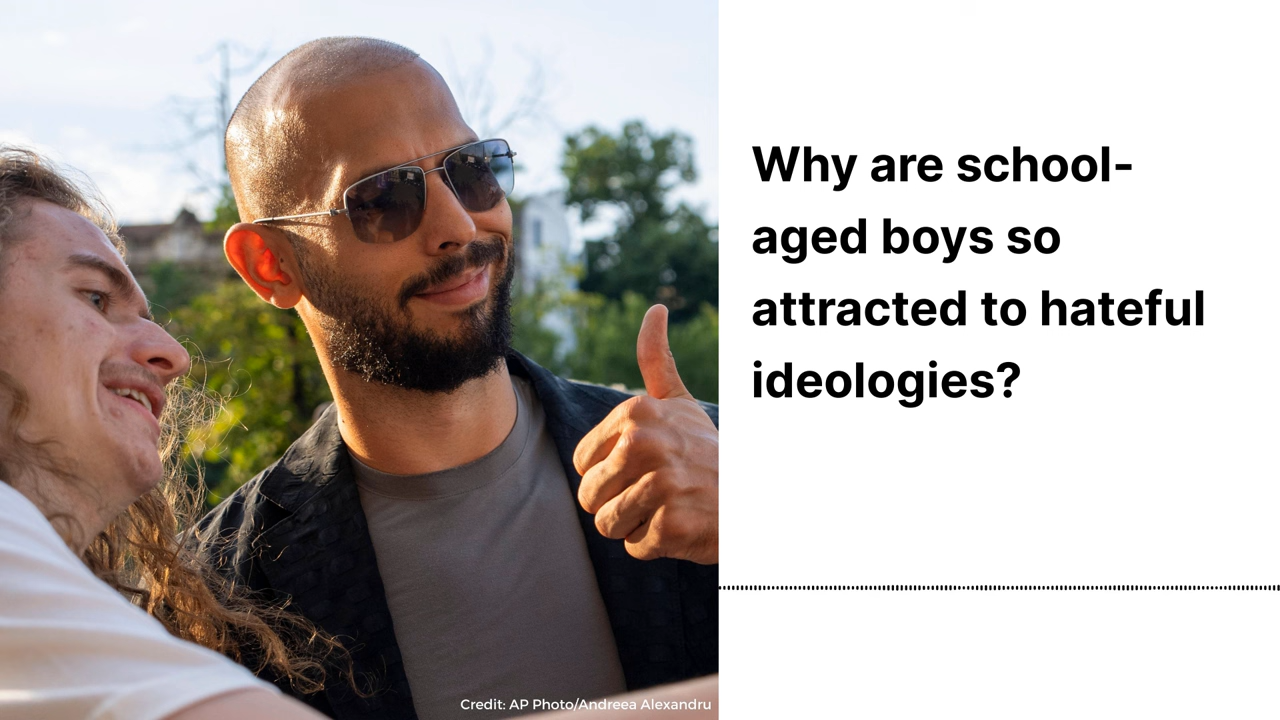 Why are school-
aged boys so
attracted to hateful
ideologies?
Credit: AP Photo/Andreea Alexandru